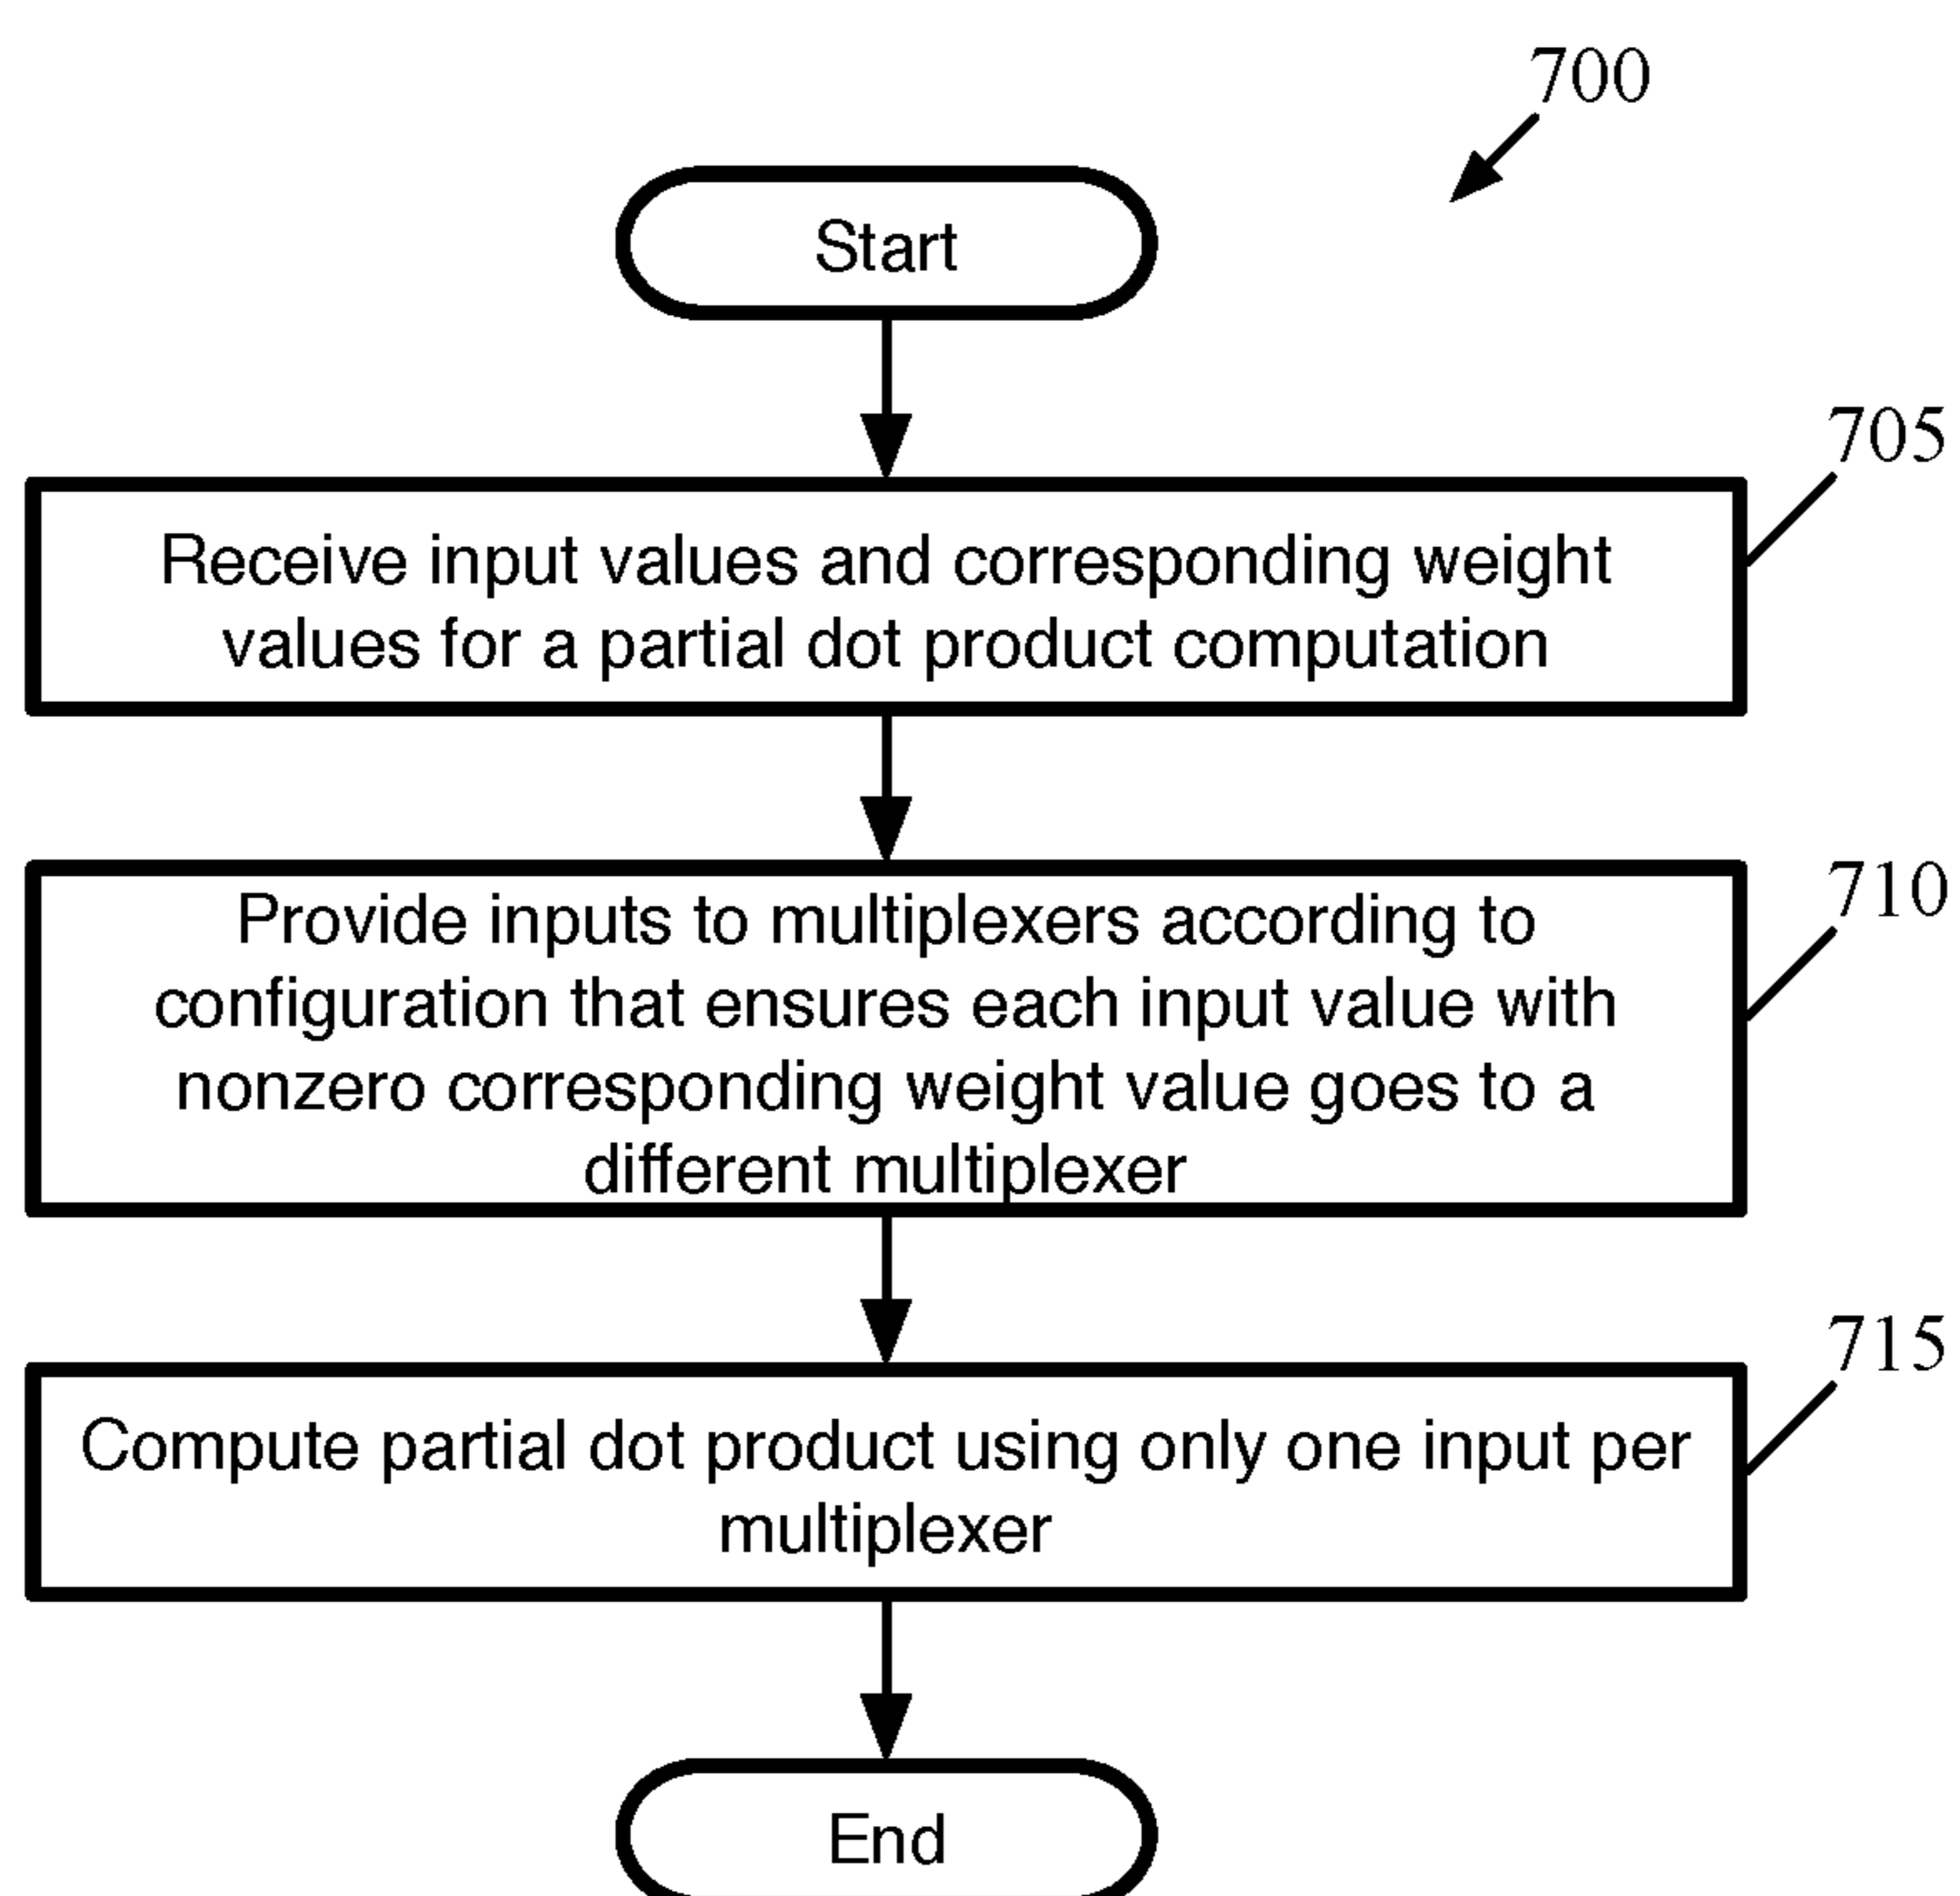 700
Start
705
Receive input values and corresponding weight
values for a partial dot product computation
710
Provide inputs to multiplexers according to
configuration that ensures each input value with
nonzero corresponding weight value goes to a
different multiplexer
715
Compute partial dot product using only one input per
multiplexer
End